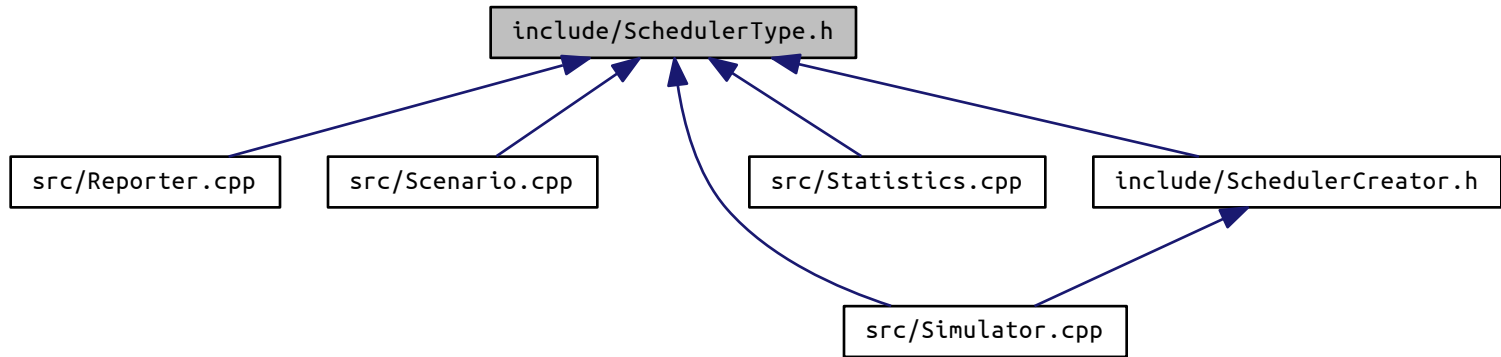 include/SchedulerType.h
src/Reporter.cpp
src/Scenario.cpp
src/Statistics.cpp
include/SchedulerCreator.h
src/Simulator.cpp